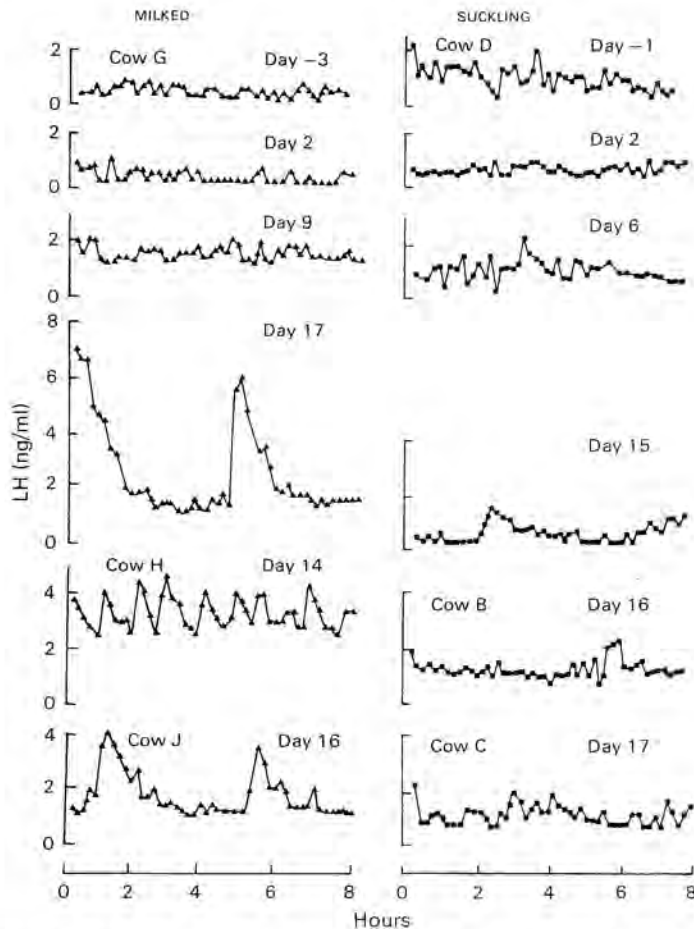 MILKED
SUCKLING
Cow G Day −3
2
0
Cow D Day −1
2
0
Day 2
2
0
Day 2
Day 9
2
0
Day 6
Day 17
8
6
4
2
0
LH (ng/ml)
Day 15
Cow H Day 14
4
2
0
Cow B Day 16
Cow J Day 16
4
2
0
Cow C Day 17
0 2 4 6 8
0 2 4 6 8
Hours